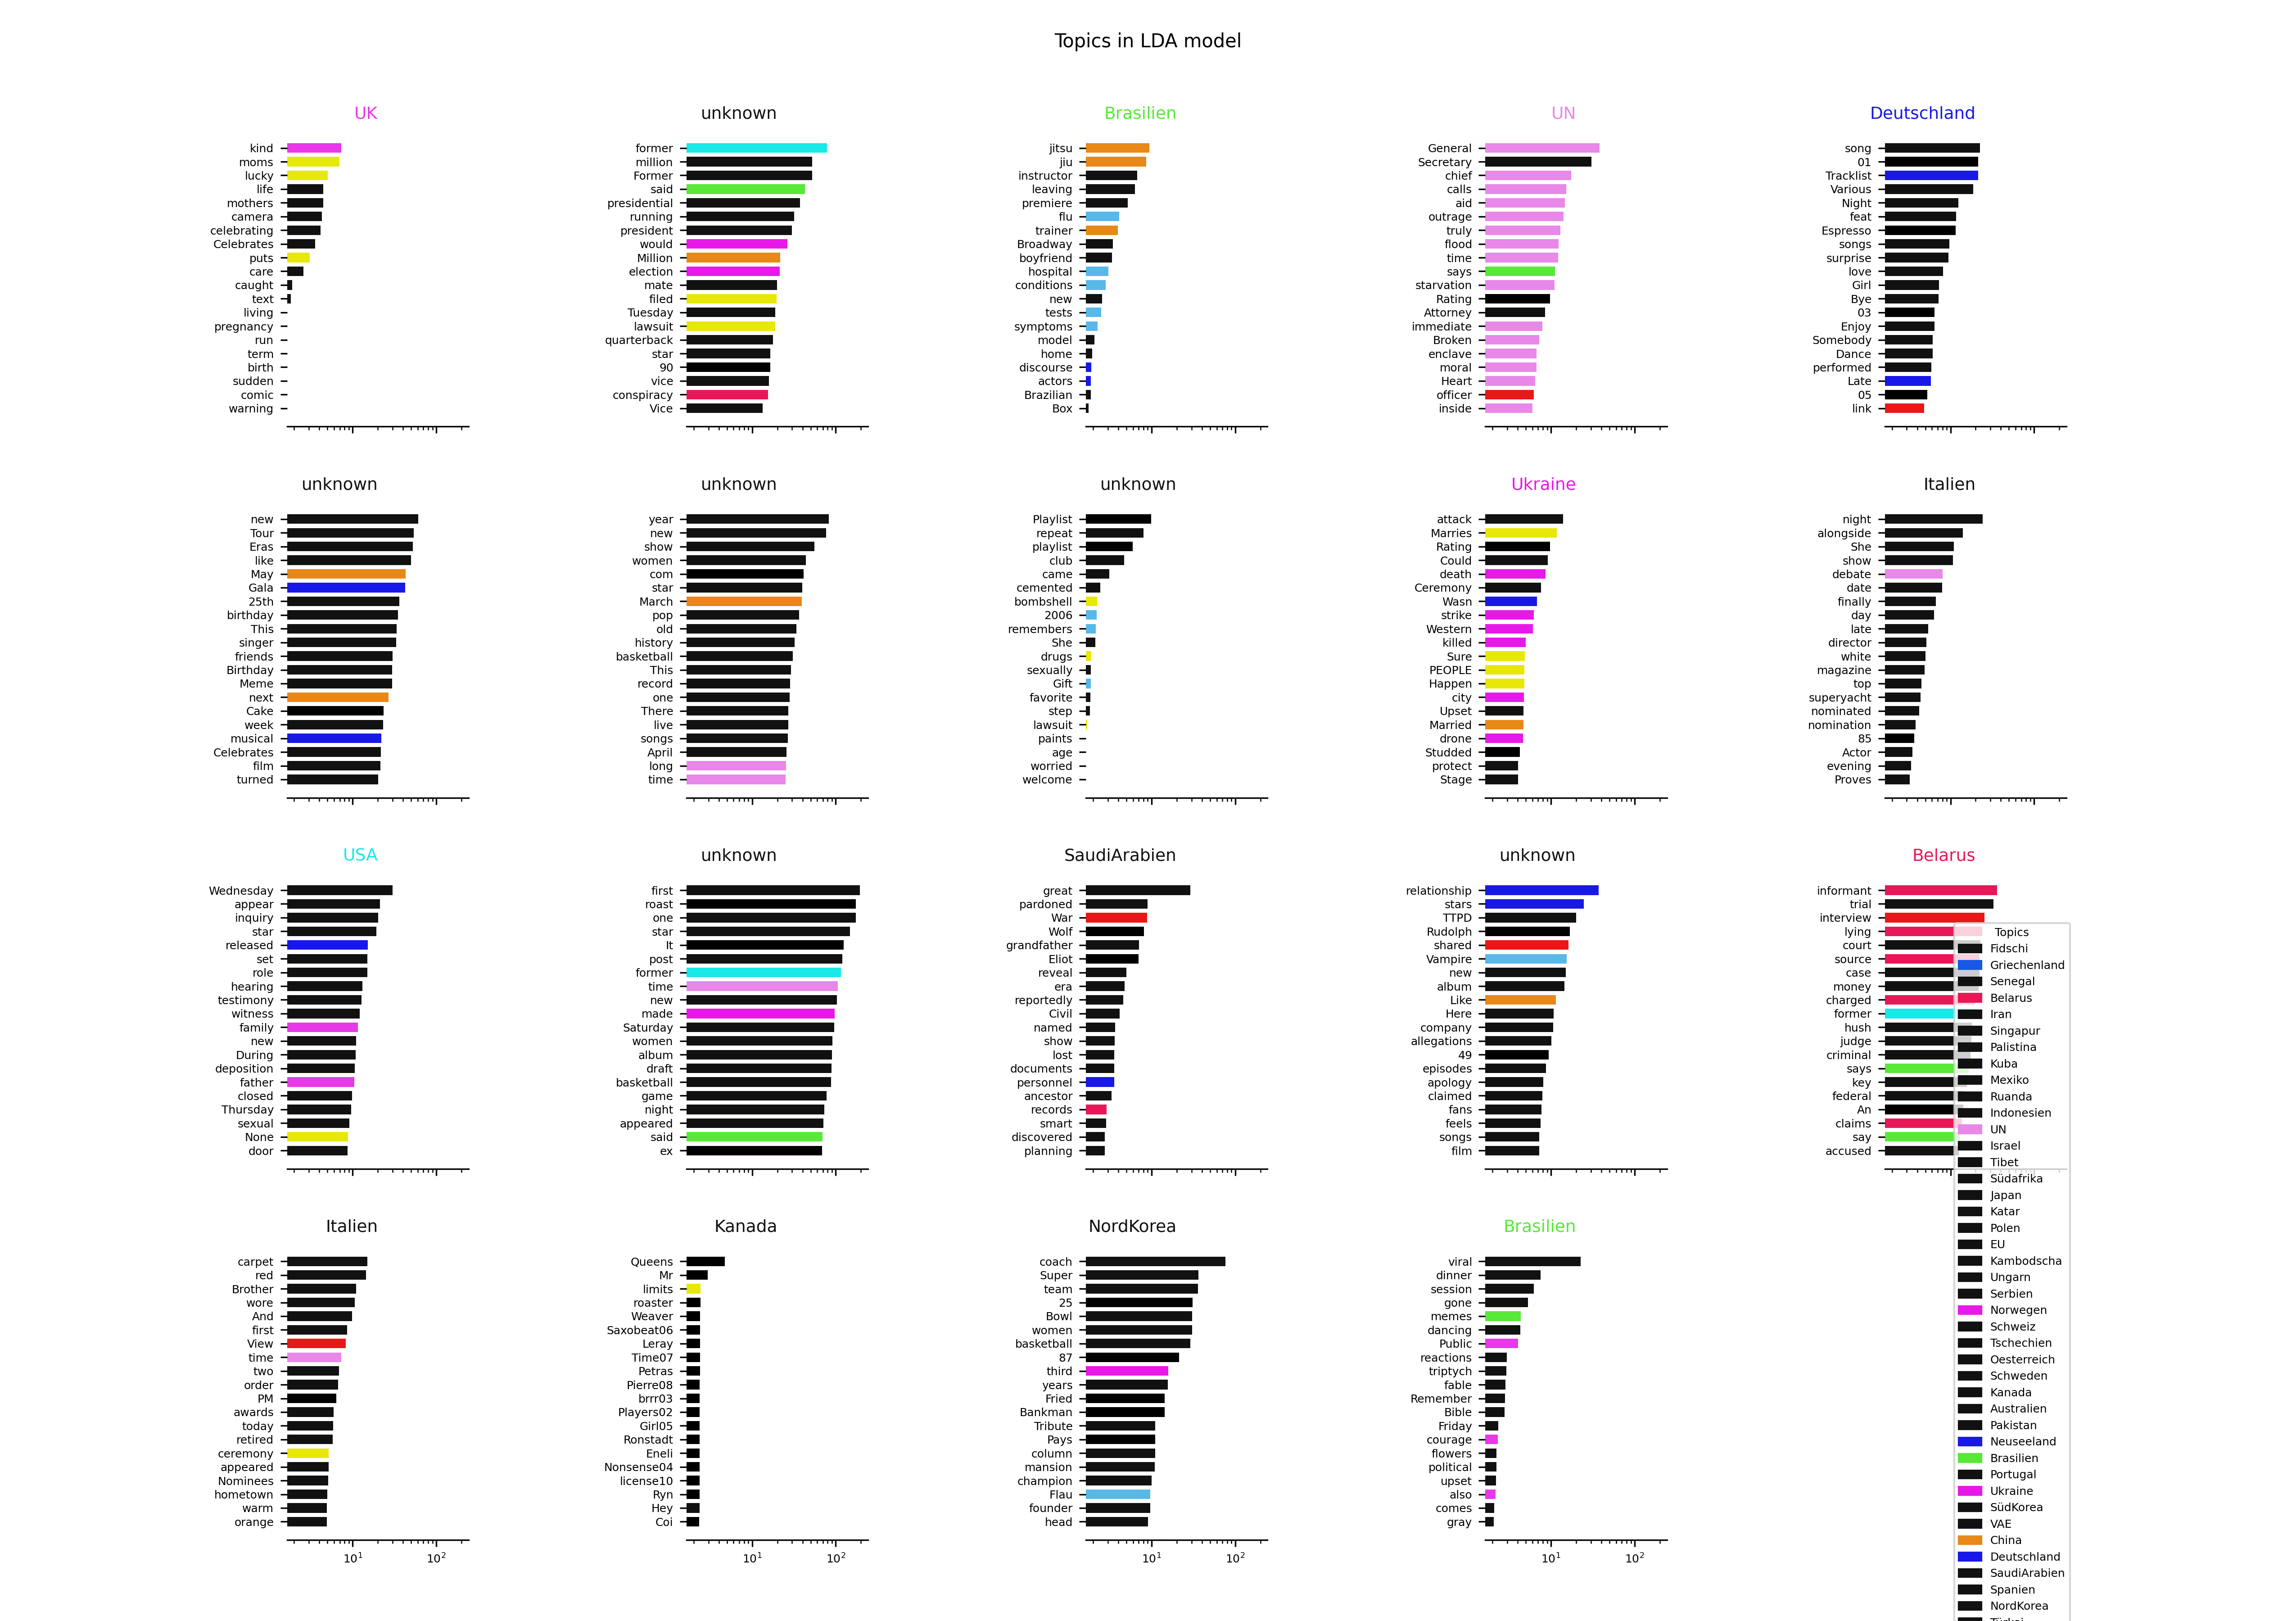 Topics in LDA model
UK
kind
moms
lucky
life
mothers
camera
celebrating
Celebrates
puts
care
caught
text
living
pregnancy
run
term
birth
sudden
comic
warning
unknown
former
million
Former
said
presidential
running
president
would
Million
election
mate
filed
Tuesday
lawsuit
quarterback
star
90
vice
conspiracy
Vice
Brasilien
jitsu
jiu
instructor
leaving
premiere
flu
trainer
Broadway
boyfriend
hospital
conditions
new
tests
symptoms
model
home
discourse
actors
Brazilian
Box
UN
General
Secretary
chief
calls
aid
outrage
truly
flood
time
says
starvation
Rating
Attorney
immediate
Broken
enclave
moral
Heart
officer
inside
Deutschland
song
01
Tracklist
Various
Night
feat
Espresso
songs
surprise
love
Girl
Bye
03
Enjoy
Somebody
Dance
performed
Late
05
link
unknown
new
Tour
Eras
like
May
Gala
25th
birthday
This
singer
friends
Birthday
Meme
next
Cake
week
musical
Celebrates
film
turned
unknown
year
new
show
women
com
star
March
pop
old
history
basketball
This
record
one
There
live
songs
April
long
time
unknown
Playlist
repeat
playlist
club
came
cemented
bombshell
2006
remembers
She
drugs
sexually
Gift
favorite
step
lawsuit
paints
age
worried
welcome
Ukraine
attack
Marries
Rating
Could
death
Ceremony
Wasn
strike
Western
killed
Sure
PEOPLE
Happen
city
Upset
Married
drone
Studded
protect
Stage
Italien
night
alongside
She
show
debate
date
finally
day
late
director
white
magazine
top
superyacht
nominated
nomination
85
Actor
evening
Proves
USA
Wednesday
appear
inquiry
star
released
set
role
hearing
testimony
witness
family
new
During
deposition
father
closed
Thursday
sexual
None
door
unknown
first
roast
one
star
It
post
former
time
new
made
Saturday
women
album
draft
basketball
game
night
appeared
said
ex
SaudiArabien
great
pardoned
War
Wolf
grandfather
Eliot
reveal
era
reportedly
Civil
named
show
lost
documents
personnel
ancestor
records
smart
discovered
planning
unknown
relationship
stars
TTPD
Rudolph
shared
Vampire
new
album
Like
Here
company
allegations
49
episodes
apology
claimed
fans
feels
songs
film
Belarus
informant
trial
interview
lying
court
source
case
money
charged
former
hush
judge
criminal
says
key
federal
An
claims
say
accused
Italien
carpet
red
Brother
wore
And
first
View
time
two
order
PM
awards
today
retired
ceremony
appeared
Nominees
hometown
warm
orange
10¹ 10²
Kanada
Queens
Mr
limits
roaster
Weaver
Saxobeat06
Leray
Time07
Petras
Pierre08
brrr03
Players02
Girl05
Ronstadt
Eneli
Nonsense04
license10
Ryn
Hey
Coi
10¹ 10²
NordKorea
coach
Super
team
25
Bowl
women
basketball
87
third
years
Fried
Bankman
Tribute
Pays
column
mansion
champion
Flau
founder
head
10¹ 10²
Brasilien
viral
dinner
session
gone
memes
dancing
Public
reactions
triptych
fable
Remember
Bible
Friday
courage
flowers
political
upset
also
comes
gray
10¹ 10²
Topics
Fidschi
Griechenland
Senegal
Belarus
Iran
Singapur
Palistina
Kuba
Mexiko
Ruanda
Indonesien
UN
Israel
Tibet
Südafrika
Japan
Katar
Polen
EU
Kambodscha
Ungarn
Serbien
Norwegen
Schweiz
Tschechien
Oesterreich
Schweden
Kanada
Australien
Pakistan
Neuseeland
Brasilien
Portugal
Ukraine
SüdKorea
VAE
China
Deutschland
SaudiArabien
Spanien
NordKorea